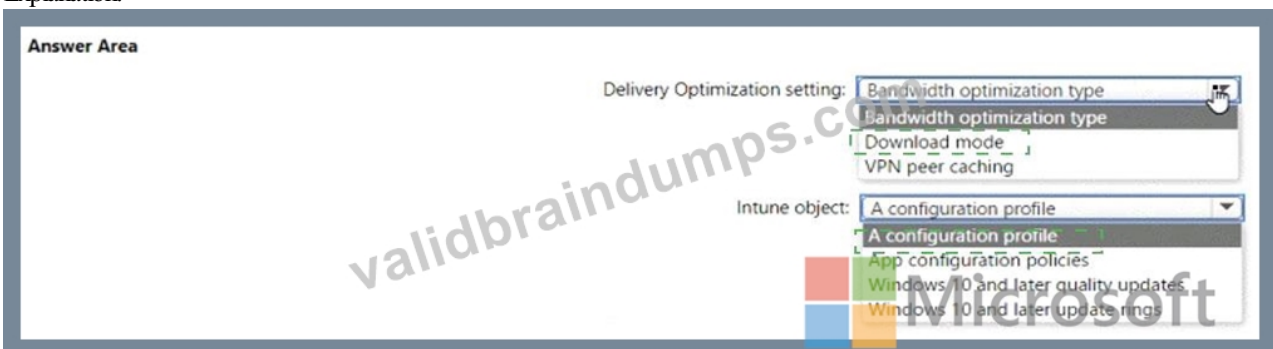 Explanation:
Answer Area
Delivery Optimization setting: Bandwidth optimization type
Bandwidth optimization type
Download mode
VPN peer caching
Intune object: A configuration profile
A configuration profile
App configuration policies
Windows 10 and later quality updates
Windows 10 and later update rings
validbraindumps.com
Microsoft